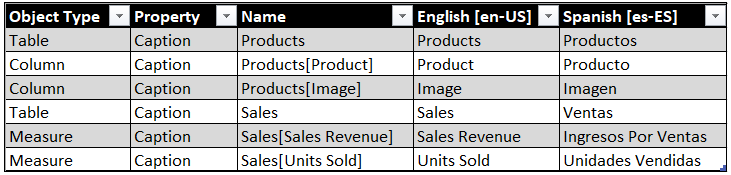 Object Type Property Name English [en-US] Spanish [es-ES]
Table Caption Products Products Productos
Column Caption Products[Product] Product Producto
Column Caption Products[Image] Image Imagen
Table Caption Sales Sales Ventas
Measure Caption Sales[Sales Revenue] Sales Revenue Ingresos Por Ventas
Measure Caption Sales[Units Sold] Units Sold Unidades Vendidas